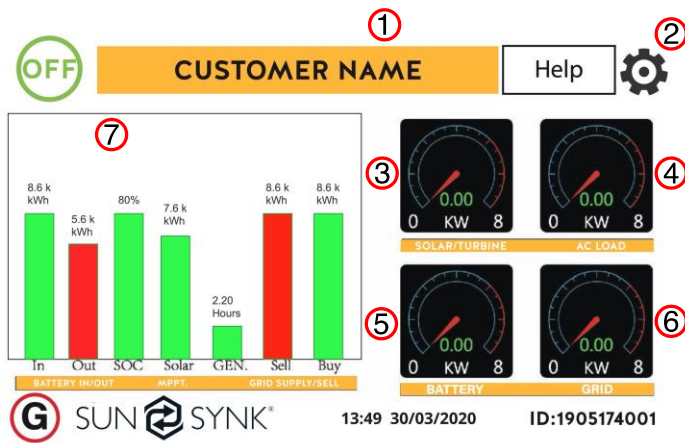 1
2
OFF
CUSTOMER NAME
Help
7
3
4
8.6 k
kWh
5.6 k
kWh
80%
7.6 k
kWh
2.20
Hours
8.6 k
kWh
8.6 k
kWh
In Out SOC Solar GEN. Sell Buy
BATTERY IN/OUT MPPT. GRID SUPPLY/SELL
0.00
0 KW 8
SOLAR/TURBINE
0.00
0 KW 8
AC LOAD
5
6
0.00
0 KW 8
BATTERY
0.00
0 KW 8
GRID
G SUN SYNK®
13:49 30/03/2020
ID:1905174001